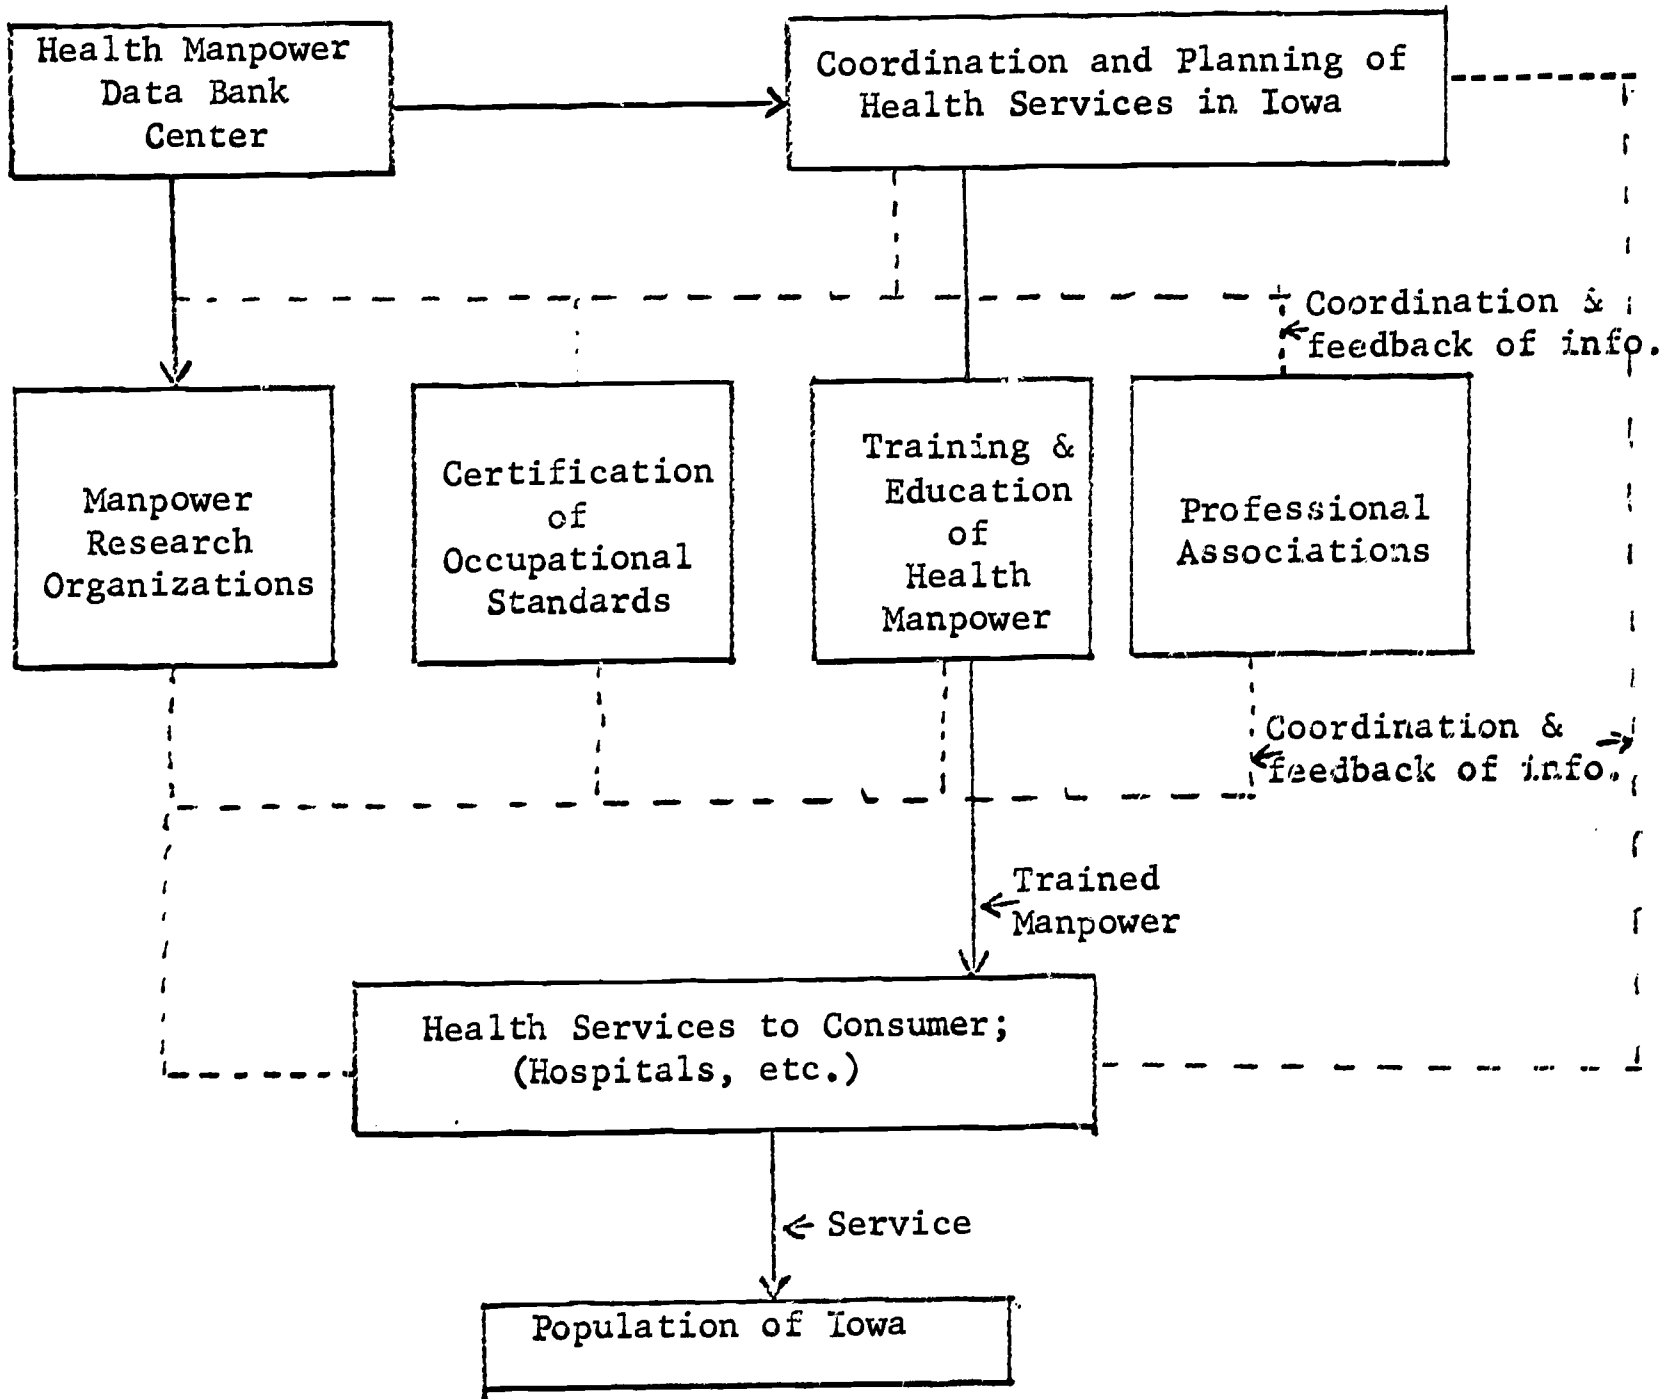 Health Manpower
Data Bank
Center
Coordination and Planning of
Health Services in Iowa
Coordination &
feedback of info.
Manpower
Research
Organizations
Certification
of
Occupational
Standards
Training &
Education
of
Health
Manpower
Professional
Associations
Coordination &
feedback of info.
Trained
Manpower
Health Services to Consumer;
(Hospitals, etc.)
Service
Population of Iowa